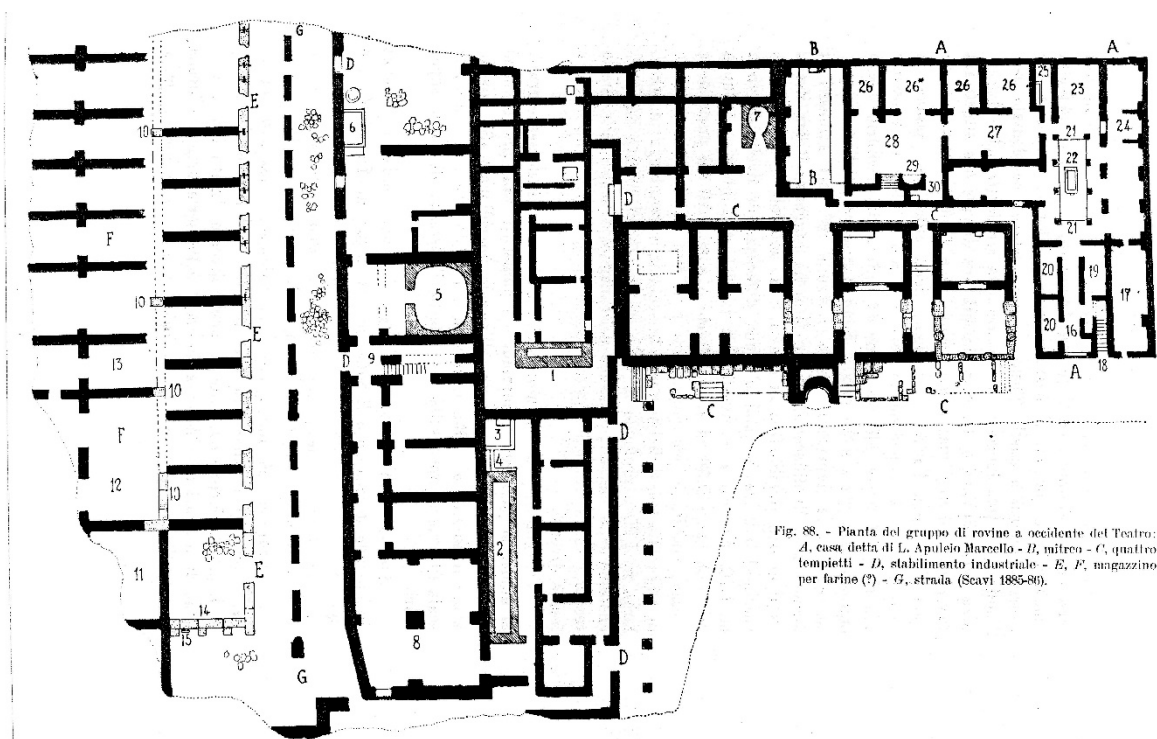 G
B
A
A
D
E
26
26ª
26
26
25
23
10
6
7
24
28
27
21
22
29
30
B
D
C
C
21
F
10
E
5
20
19
17
20
16
13
D
9
1
18
A
10
C
C
F
3
D
4
12
10
2
11
E
14
15
8
D
G
Fig. 88. - Pianta del gruppo di rovine a occidente del Teatro:
A, casa detta di L. Apuleio Marcello - B, mitreo - C, quattro
tempietti - D, stabilimento industriale - E, F, magazzino
per farine (?) - G, strada (Scavi 1885-86).